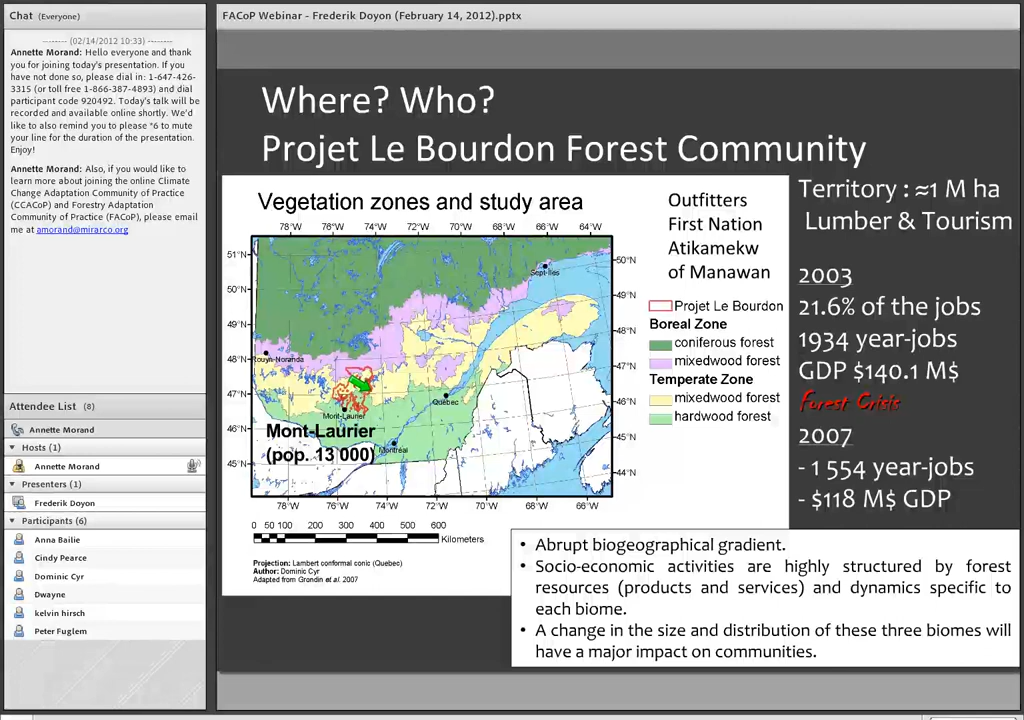 Chat (Everyone)
-------- (02/14/2012 10:33) --------
Annette Morand: Hello everyone and thank
you for joining today's presentation. If you
have not done so, please dial in: 1-647-426-
3315 (or toll free 1-866-387-4893) and dial
participant code 920492. Today's talk will be
recorded and available online shortly. We'd
like to also remind you to please *6 to mute
your line for the duration of the presentation.
Enjoy!
Annette Morand: Also, if you would like to
learn more about joining the online Climate
Change Adaptation Community of Practice
(CCACoP) and Forestry Adaptation
Community of Practice (FACoP), please email
me at amorand@mirarco.org
Attendee List (8)
Annette Morand
Hosts (1)
Annette Morand
Presenters (1)
Frederik Doyon
Participants (6)
Anna Bailie
Cindy Pearce
Dominic Cyr
Dwayne
kelvin hirsch
Peter Fuglem
FACoP Webinar - Frederik Doyon (February 14, 2012).pptx
Where? Who?
Projet Le Bourdon Forest Community
Vegetation zones and study area
78°W 76°W 74°W 72°W 70°W 68°W 66°W 64°W
51°N
50°N
49°N
48°N
47°N
46°N
45°N
50°N
49°N
48°N
47°N
46°N
45°N
44°N
Sept-Iles
Rouyn-Noranda
Mont-Laurier
Québec
Montréal
Mont-Laurier
(pop. 13 000)
78°W 76°W 74°W 72°W 70°W 68°W 66°W
0 50 100 200 300 400 500 600
Kilometers
Projection: Lambert conformal conic (Quebec)
Author: Dominic Cyr
Adapted from Grondin et al. 2007
Outfitters
First Nation
Atikamekw
of Manawan
Projet Le Bourdon
Boreal Zone
coniferous forest
mixedwood forest
Temperate Zone
mixedwood forest
hardwood forest
Territory : ≈1 M ha
Lumber & Tourism
2003
21.6% of the jobs
1934 year-jobs
GDP $140.1 M$
Forest Crisis
2007
- 1 554 year-jobs
- $118 M$ GDP
• Abrupt biogeographical gradient.
• Socio-economic activities are highly structured by forest
resources (products and services) and dynamics specific to
each biome.
• A change in the size and distribution of these three biomes will
have a major impact on communities.